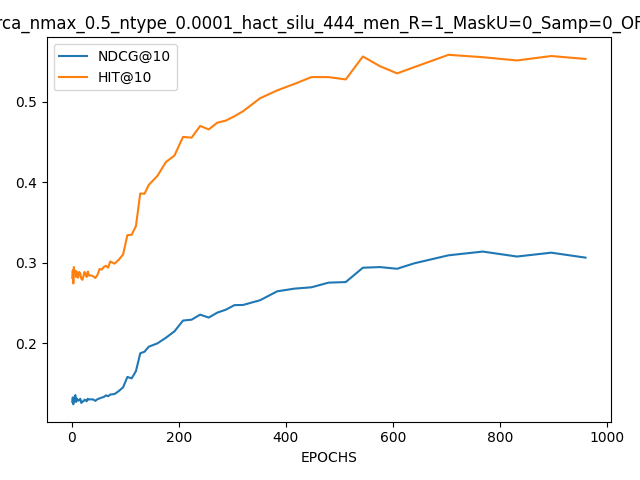 rca_nmax_0.5_ntype_0.0001_hact_silu_444_men_R=1_MaskU=0_Samp=0_OF
NDCG@10
HIT@10
0.5
0.4
0.3
0.2
0 200 400 600 800 1000
EPOCHS